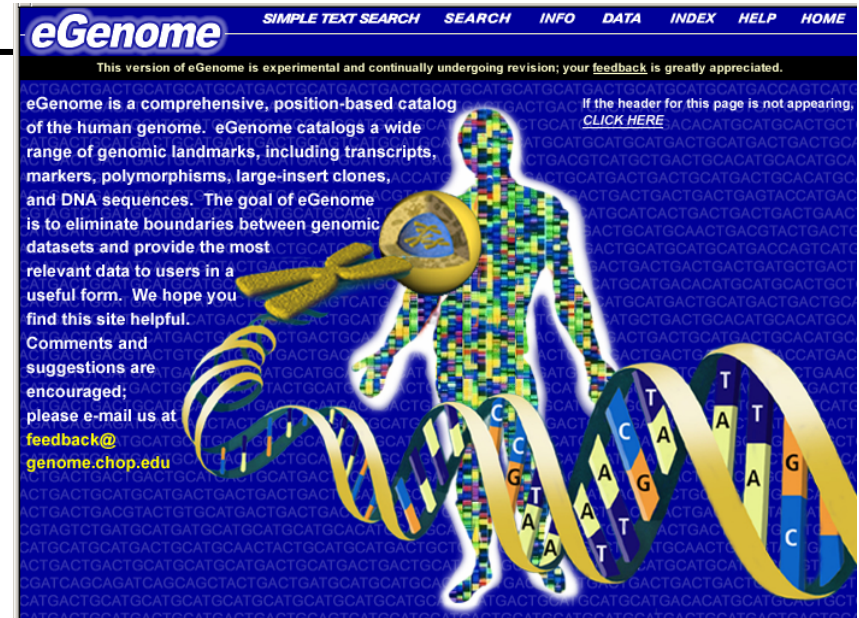 eGenome
SIMPLE TEXT SEARCH SEARCH INFO DATA INDEX HELP HOME
This version of eGenome is experimental and continually undergoing revision; your feedback is greatly appreciated.
eGenome is a comprehensive, position-based catalog
of the human genome. eGenome catalogs a wide
range of genomic landmarks, including transcripts,
markers, polymorphisms, large-insert clones,
and DNA sequences. The goal of eGenome
is to eliminate boundaries between genomic
datasets and provide the most
relevant data to users in a
useful form. We hope you
find this site helpful.
Comments and
suggestions are
encouraged;
please e-mail us at
feedback@
genome.chop.edu
If the header for this page is not appearing,
CLICK HERE
C
C
G
T
A
A
A
A
T
T
C
G
T
A
T
A
T
A
G
C